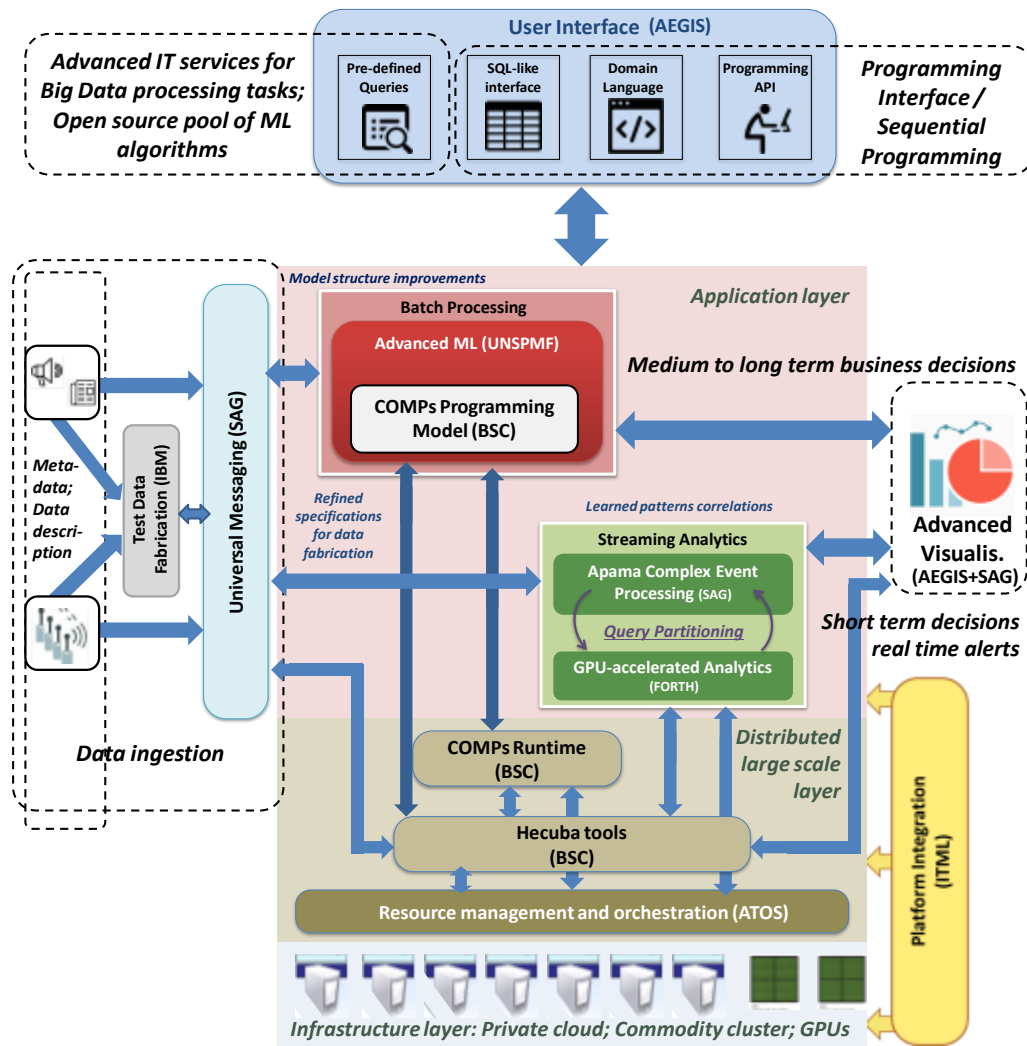 User Interface (AEGIS)
Advanced IT services for
Big Data processing tasks;
Open source pool of ML
algorithms
Pre-defined
Queries
SQL-like
interface
Domain
Language
Programming
API
Programming
Interface /
Sequential
Programming
Model structure improvements
Application layer
Batch Processing
Advanced ML (UNSPMF)
COMPs Programming
Model (BSC)
Medium to long term business decisions
Universal Messaging (SAG)
Test Data
Fabrication (IBM)
Meta-
data;
Data
descri-
ption
Refined
specifications
for data
fabrication
Learned patterns correlations
Streaming Analytics
Apama Complex Event
Processing (SAG)
Query Partitioning
GPU-accelerated Analytics
(FORTH)
Advanced
Visualis.
(AEGIS+SAG)
Short term decisions
real time alerts
Data ingestion
COMPs Runtime
(BSC)
Distributed
large scale
layer
Hecuba tools
(BSC)
Platform Integration
(ITML)
Resource management and orchestration (ATOS)
Infrastructure layer: Private cloud; Commodity cluster; GPUs